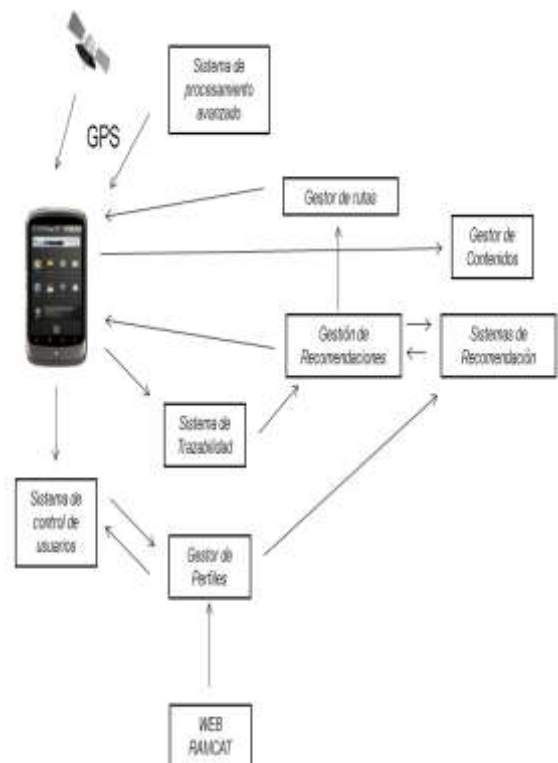 Sistema de
procesamiento
avanzado
GPS
Gestor de rutas
Gestor de
Contenidos
Gestión de
Recomendaciones
Sistemas de
Recomendación
Sistema de
Trazabilidad
Sistema de
control de
usuarios
Gestor de
Perfiles
WEB
RAMCAT